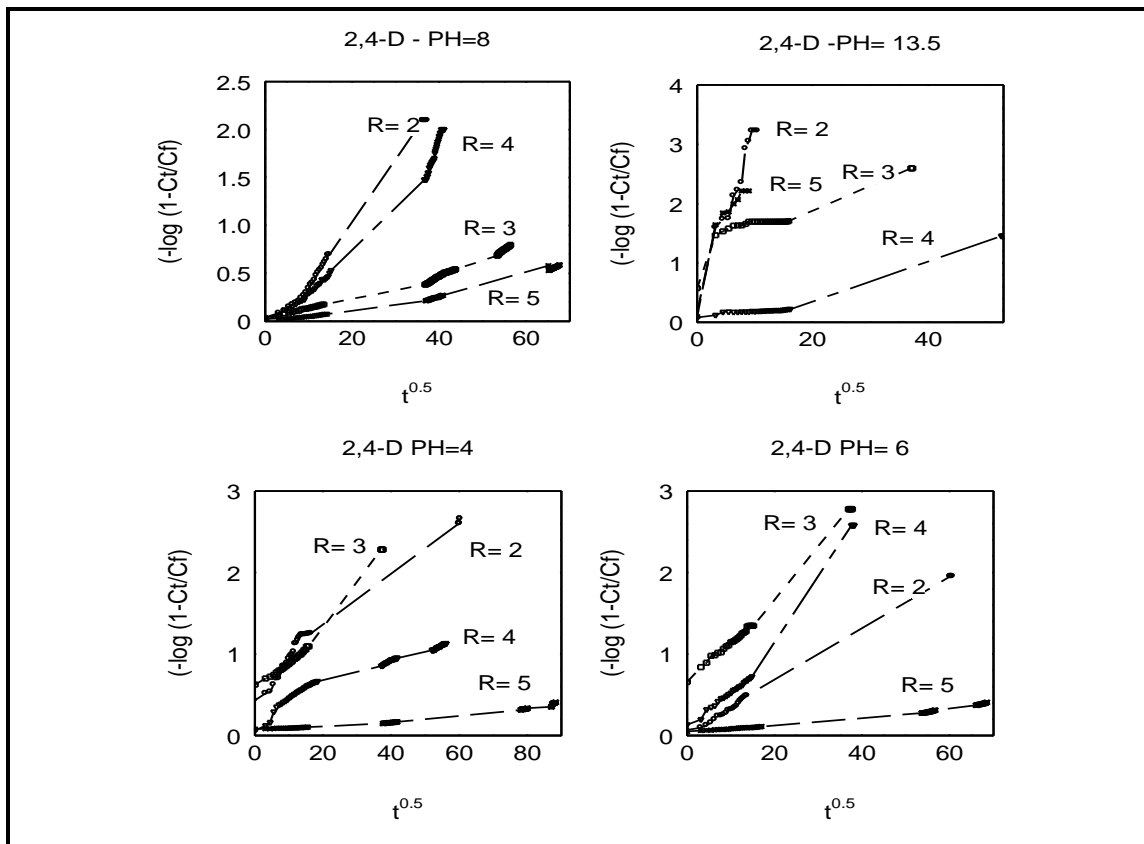 2,4-D - PH=8
2.5
2.0
1.5
1.0
0.5
0
0 20 40 60
R= 2
R= 4
R= 3
R= 5
(-log (1-Ct/Cf)
t^0.5
2,4-D -PH= 13.5
4
3
2
1
0
0 20 40
R= 2
R= 5
R= 3
R= 4
(-log (1-Ct/Cf)
t^0.5
2,4-D PH=4
3
2
1
0
0 20 40 60 80
R= 3
R= 2
R= 4
R= 5
(-log (1-Ct/Cf)
t^0.5
2,4-D PH= 6
3
2
1
0
0 20 40 60
R= 3
R= 4
R= 2
R= 5
(-log (1-Ct/Cf)
t^0.5